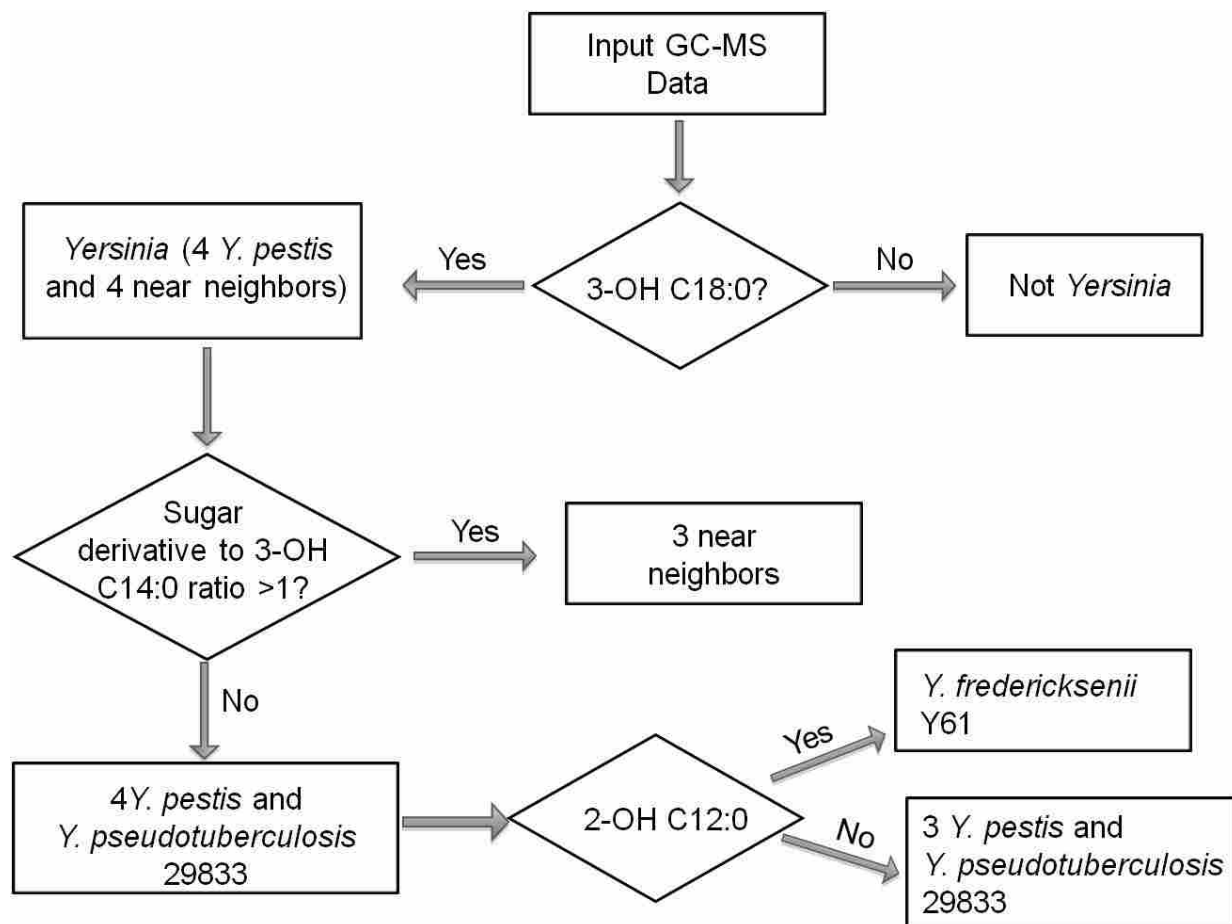 Input GC-MS
Data
3-OH C18:0?
Yes
No
Yersinia (4 Y. pestis
and 4 near neighbors)
Not Yersinia
Sugar
derivative to 3-OH
C14:0 ratio >1?
Yes
3 near
neighbors
No
4Y. pestis and
Y. pseudotuberculosis
29833
2-OH C12:0
Yes
Y. fredericksenii
Y61
No
3 Y. pestis and
Y. pseudotuberculosis
29833